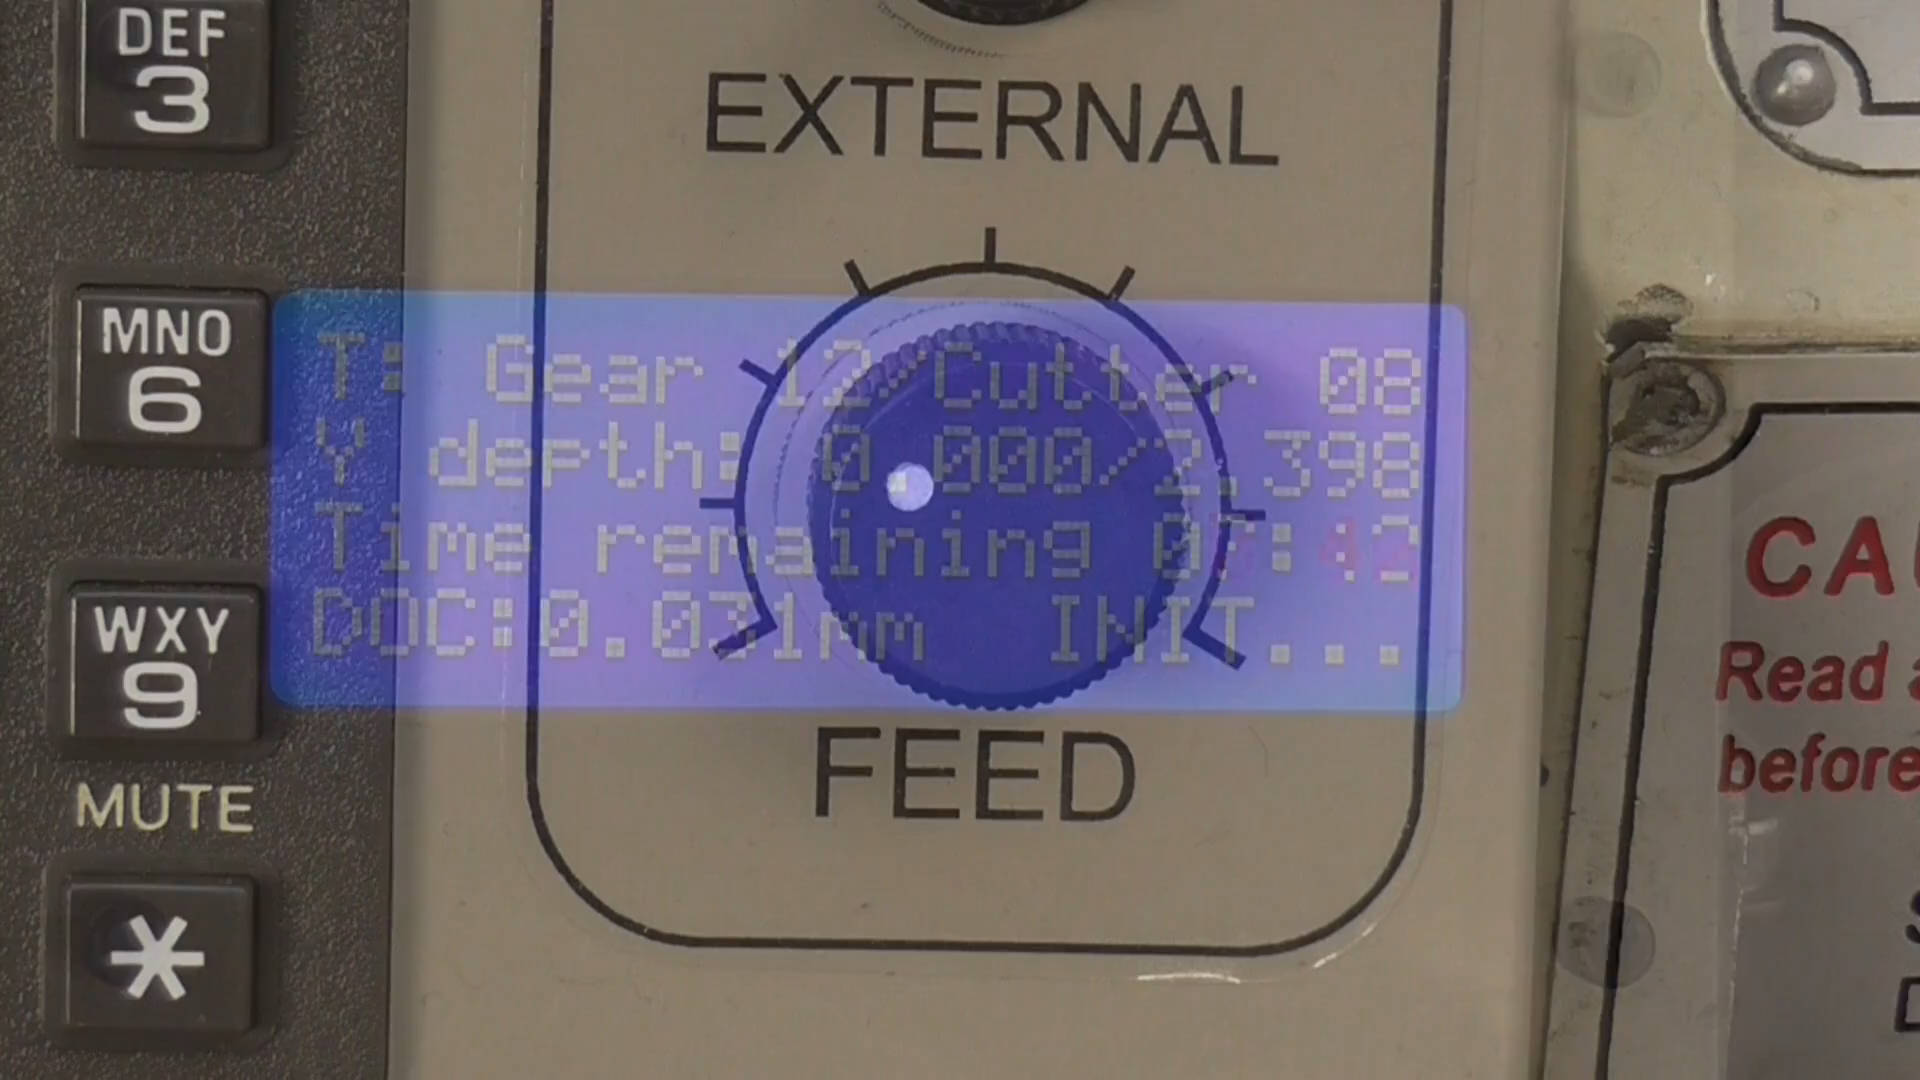 DEF
3
EXTERNAL
MNO
6
T: Gear 12/Cutter 08
Y depth: 0.000/2.398
Time remaining
DOC:0.031mm INIT...
WXY
9
FEED
MUTE
*
CA
Read
before